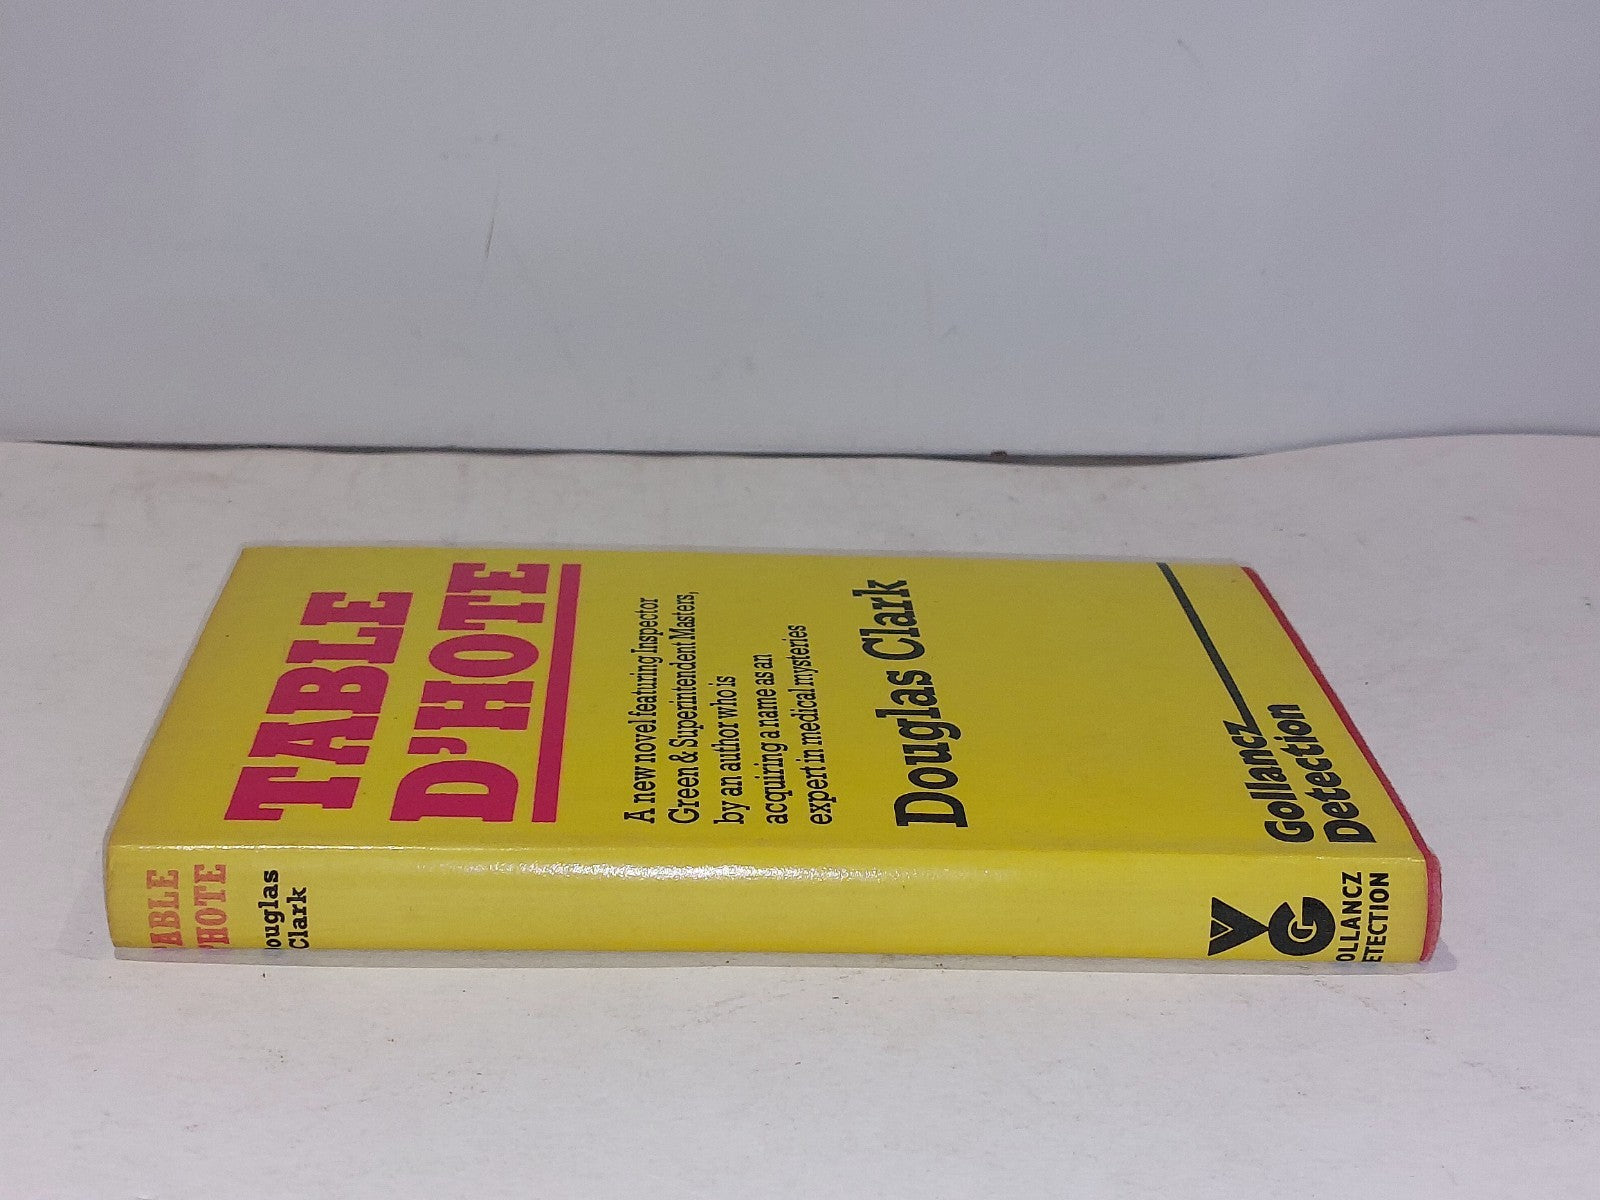 TABLE
D'HOTE
A new novel featuring Inspector
Green & Superintendent Masters,
by an author who is
acquiring a name as an
expert in medical mysteries
Douglas Clark
Gollancz
Detection
TABLE
D'HOTE
Douglas
Clark
VG
GOLLANCZ
DETECTION